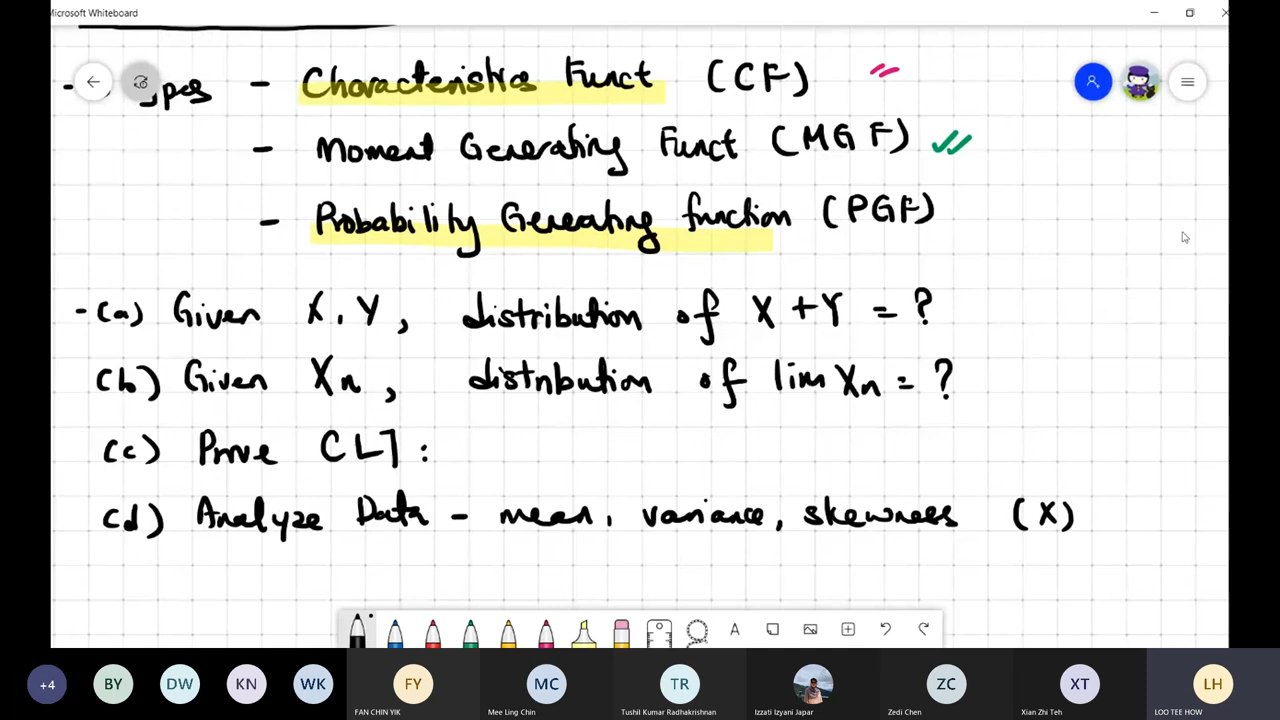 Microsoft Whiteboard
- Types - Characteristics Funct (CF)
- Moment Generating Funct (MGF)
- Probability Generating function (PGF)
- (a) Given X, Y, distribution of X + Y = ?
(b) Given Xn, distribution of lim Xn = ?
(c) Prove CLT :
(d) Analyze Data - mean, variance, skewness (X)
A
+4 BY DW KN WK FY MC TR ZC XT LH
FAN CHIN YIK Mee Ling Chin Tushil Kumar Radhakrishnan Izzati Izyani Japar Zedi Chen Xian Zhi Teh LOO TEE HOW